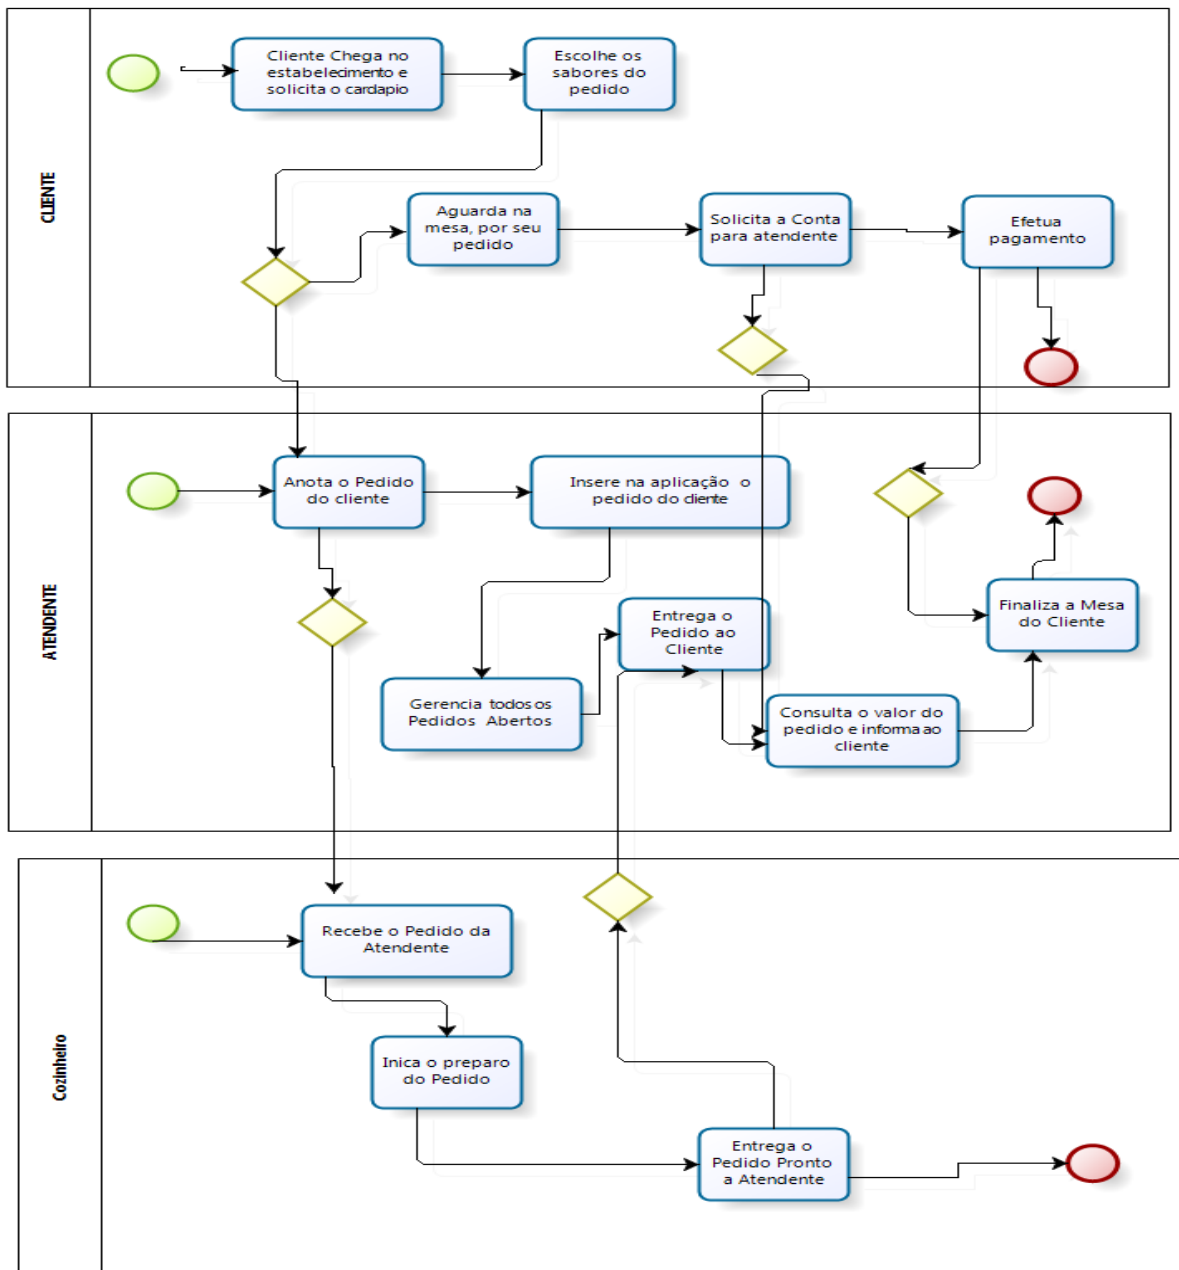 CLIENTE
Cliente Chega no
estabelecimento e
solicita o cardapio
Escolhe os
sabores do
pedido
Aguarda na
mesa, por seu
pedido
Solicita a Conta
para atendente
Efetua
pagamento
ATENDENTE
Anota o Pedido
do cliente
Insere na aplicação o
pedido do cliente
Entrega o
Pedido ao
Cliente
Finaliza a Mesa
do Cliente
Gerencia todos os
Pedidos Abertos
Consulta o valor do
pedido e informa ao
cliente
Cozinheiro
Recebe o Pedido da
Atendente
Inica o preparo
do Pedido
Entrega o
Pedido Pronto
a Atendente